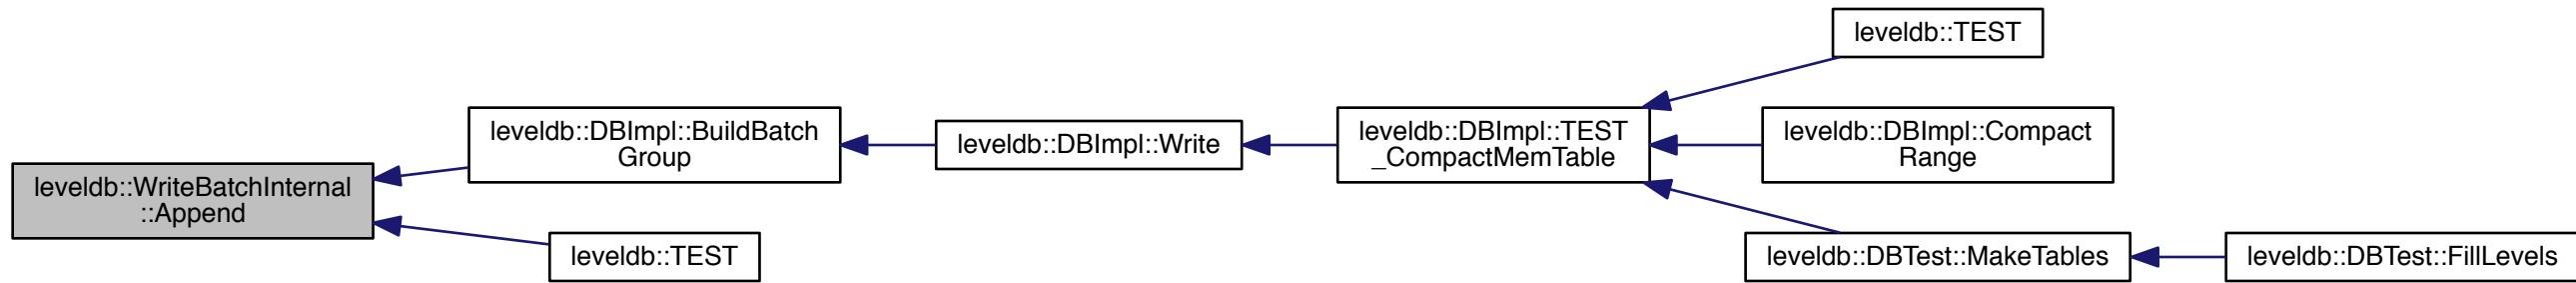 leveldb::WriteBatchInternal
::Append
leveldb::DBImpl::BuildBatch
Group
leveldb::TEST
leveldb::DBImpl::Write
leveldb::DBImpl::TEST
_CompactMemTable
leveldb::TEST
leveldb::DBImpl::Compact
Range
leveldb::DBTest::MakeTables
leveldb::DBTest::FillLevels